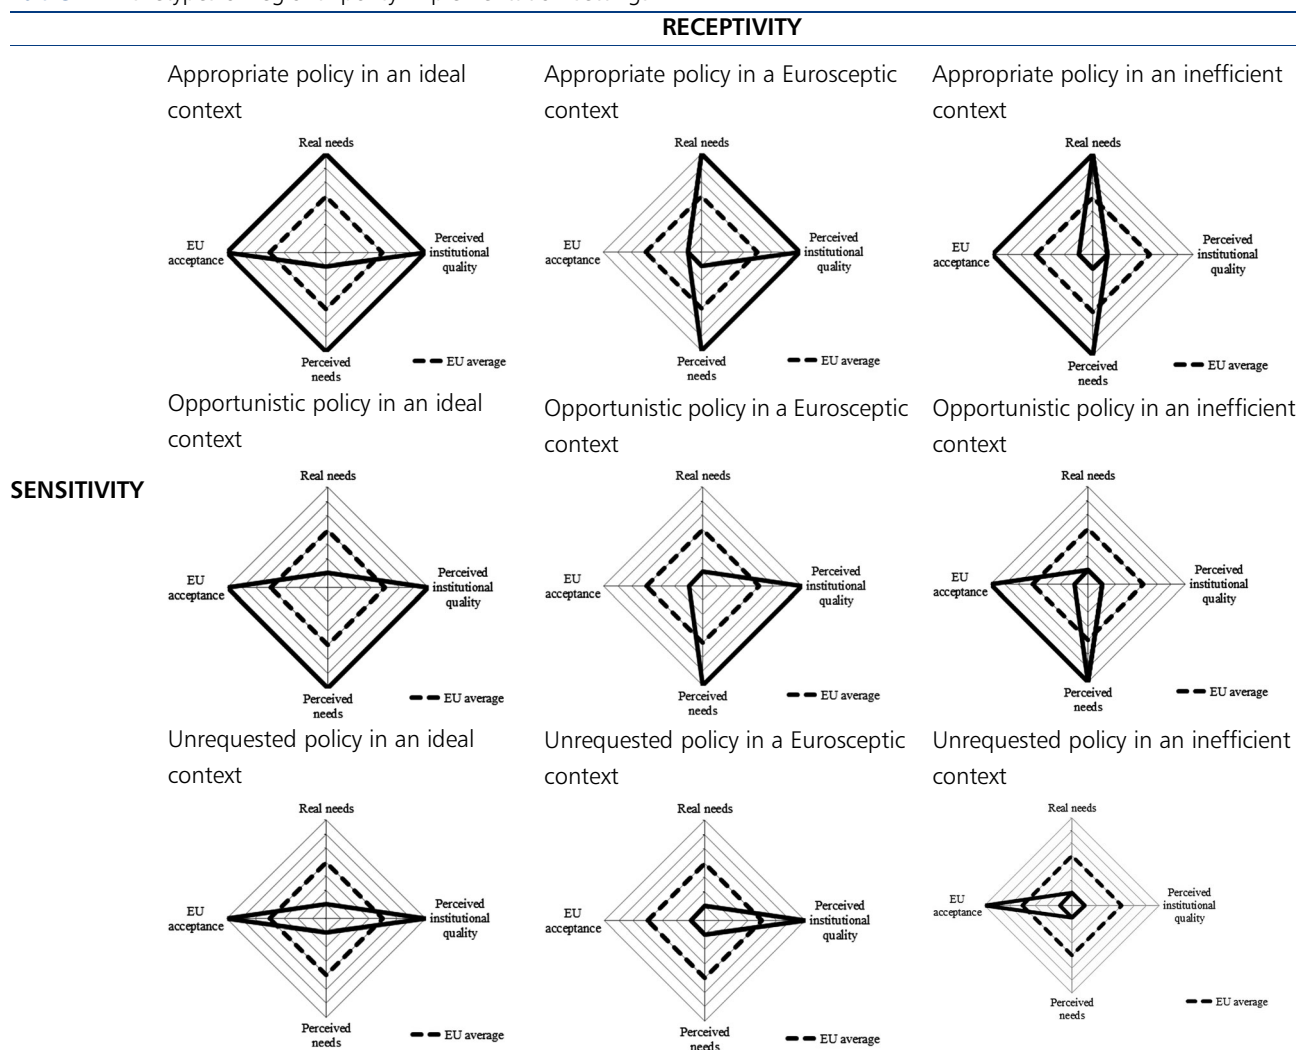 RECEPTIVITY
Appropriate policy in an ideal
context
Appropriate policy in a Eurosceptic
context
Appropriate policy in an inefficient
context
Real needs
EU
acceptance
Perceived
institutional
quality
Perceived
needs
EU average
Real needs
EU
acceptance
Perceived
institutional
quality
Perceived
needs
EU average
Real needs
EU
acceptance
Perceived
institutional
quality
Perceived
needs
EU average
SENSITIVITY
Opportunistic policy in an ideal
context
Opportunistic policy in a Eurosceptic
context
Opportunistic policy in an inefficient
context
Real needs
EU
acceptance
Perceived
institutional
quality
Perceived
needs
EU average
Real needs
EU
acceptance
Perceived
institutional
quality
Perceived
needs
EU average
Real needs
EU
acceptance
Perceived
institutional
quality
Perceived
needs
EU average
Unrequested policy in an ideal
context
Unrequested policy in a Eurosceptic
context
Unrequested policy in an inefficient
context
Real needs
EU
acceptance
Perceived
institutional
quality
Perceived
needs
EU average
Real needs
EU
acceptance
Perceived
institutional
quality
Perceived
needs
EU average
Real needs
EU
acceptance
Perceived
institutional
quality
Perceived
needs
EU average